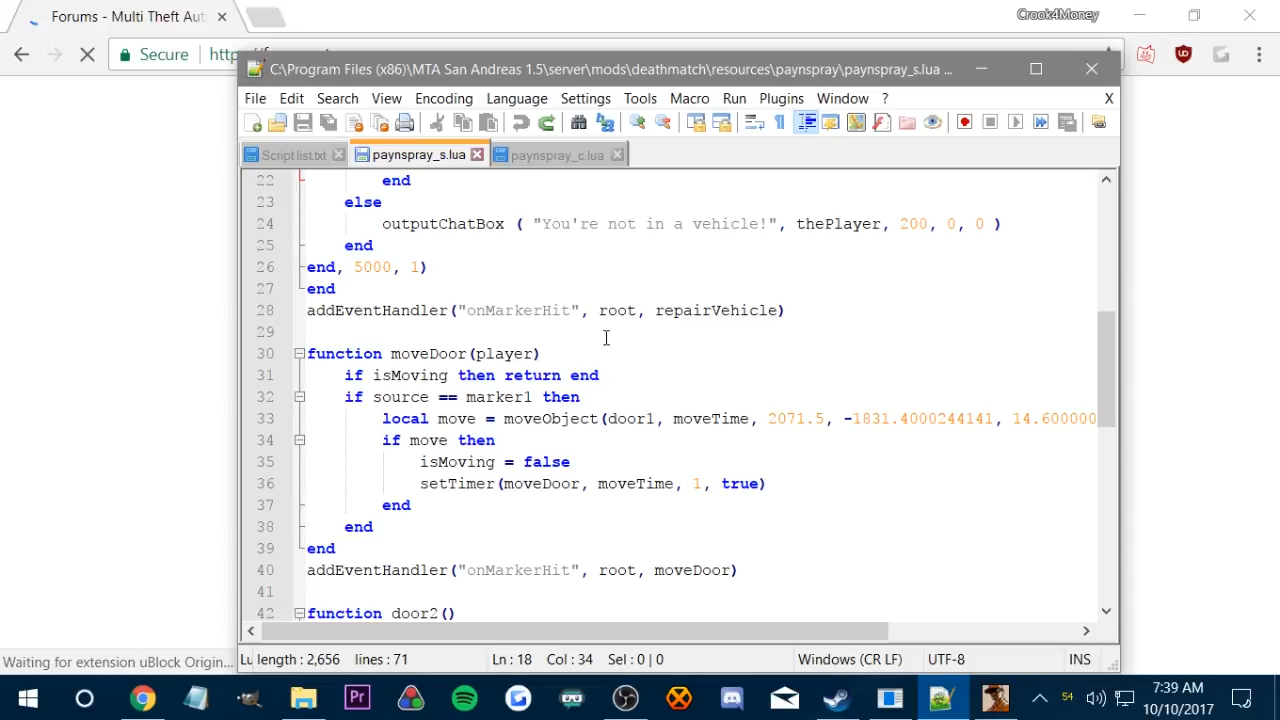 Forums - Multi Theft Aut
Crook4Money
Secure
C:\Program Files (x86)\MTA San Andreas 1.5\server\mods\deathmatch\resources\paynspray\paynspray_s.lua ...
File Edit Search View Encoding Language Settings Tools Macro Run Plugins Window ? X
Script list.txt paynspray_s.lua paynspray_c.lua
22 end
23 else
24 outputChatBox ( "You're not in a vehicle!", thePlayer, 200, 0, 0 )
25 end
26 end, 5000, 1)
27 end
28 addEventHandler("onMarkerHit", root, repairVehicle)
29
30 function moveDoor(player)
31 if isMoving then return end
32 if source == marker1 then
33 local move = moveObject(door1, moveTime, 2071.5, -1831.4000244141, 14.600000
34 if move then
35 isMoving = false
36 setTimer(moveDoor, moveTime, 1, true)
37 end
38 end
39 end
40 addEventHandler("onMarkerHit", root, moveDoor)
41
42 function door2()
Waiting for extension uBlock Origin...
Lu length : 2,656 lines : 71 Ln : 18 Col : 34 Sel : 0 | 0 Windows (CR LF) UTF-8 INS
Pr
54
7:39 AM
10/10/2017